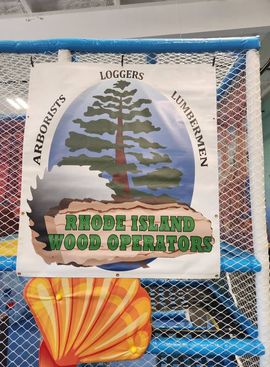 ARBORISTS
LOGGERS
LUMBERMEN
RHODE ISLAND
WOOD OPERATORS